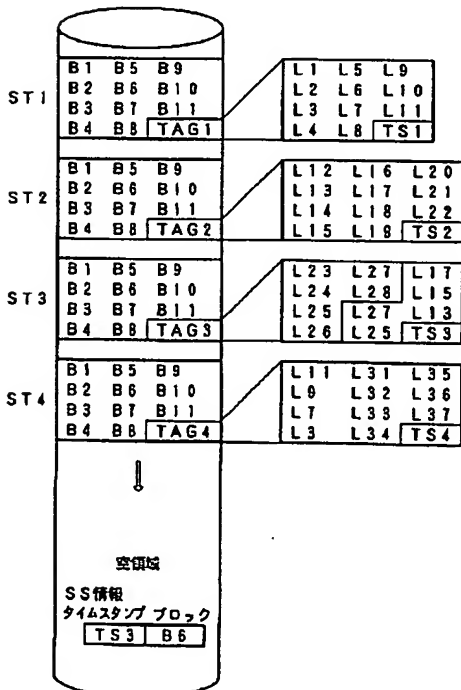 ST1
B1 B5 B9
B2 B6 B10
B3 B7 B11
B4 B8 TAG1
L1 L5 L9
L2 L6 L10
L3 L7 L11
L4 L8 TS1
ST2
B1 B5 B9
B2 B6 B10
B3 B7 B11
B4 B8 TAG2
L12 L16 L20
L13 L17 L21
L14 L18 L22
L15 L19 TS2
ST3
B1 B5 B9
B2 B6 B10
B3 B7 B11
B4 B8 TAG3
L23 L27 L17
L24 L28 L15
L25 L27 L13
L26 L25 TS3
ST4
B1 B5 B9
B2 B6 B10
B3 B7 B11
B4 B8 TAG4
L11 L31 L35
L9 L32 L36
L7 L33 L37
L3 L34 TS4
空領域
SS情報
タイムスタンプ ブロック
TS3 B6